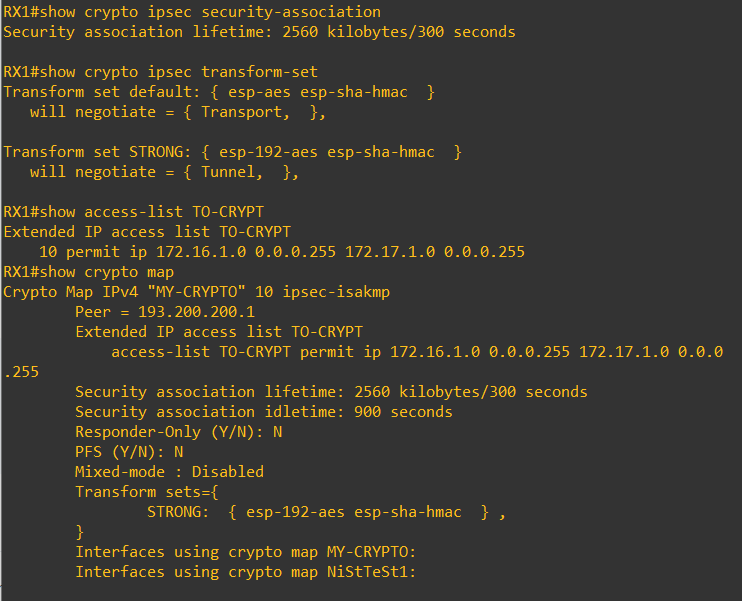 RX1#show crypto ipsec security-association
Security association lifetime: 2560 kilobytes/300 seconds
RX1#show crypto ipsec transform-set
Transform set default: { esp-aes esp-sha-hmac  }
   will negotiate = { Transport,  },
Transform set STRONG: { esp-192-aes esp-sha-hmac  }
   will negotiate = { Tunnel,  },
RX1#show access-list TO-CRYPT
Extended IP access list TO-CRYPT
    10 permit ip 172.16.1.0 0.0.0.255 172.17.1.0 0.0.0.255
RX1#show crypto map
Crypto Map IPv4 "MY-CRYPTO" 10 ipsec-isakmp
        Peer = 193.200.200.1
        Extended IP access list TO-CRYPT
            access-list TO-CRYPT permit ip 172.16.1.0 0.0.0.255 172.17.1.0 0.0.0
.255
        Security association lifetime: 2560 kilobytes/300 seconds
        Security association idletime: 900 seconds
        Responder-Only (Y/N): N
        PFS (Y/N): N
        Mixed-mode : Disabled
        Transform sets={
                STRONG:  { esp-192-aes esp-sha-hmac  } ,
        }
        Interfaces using crypto map MY-CRYPTO:
        Interfaces using crypto map NiStTeSt1: